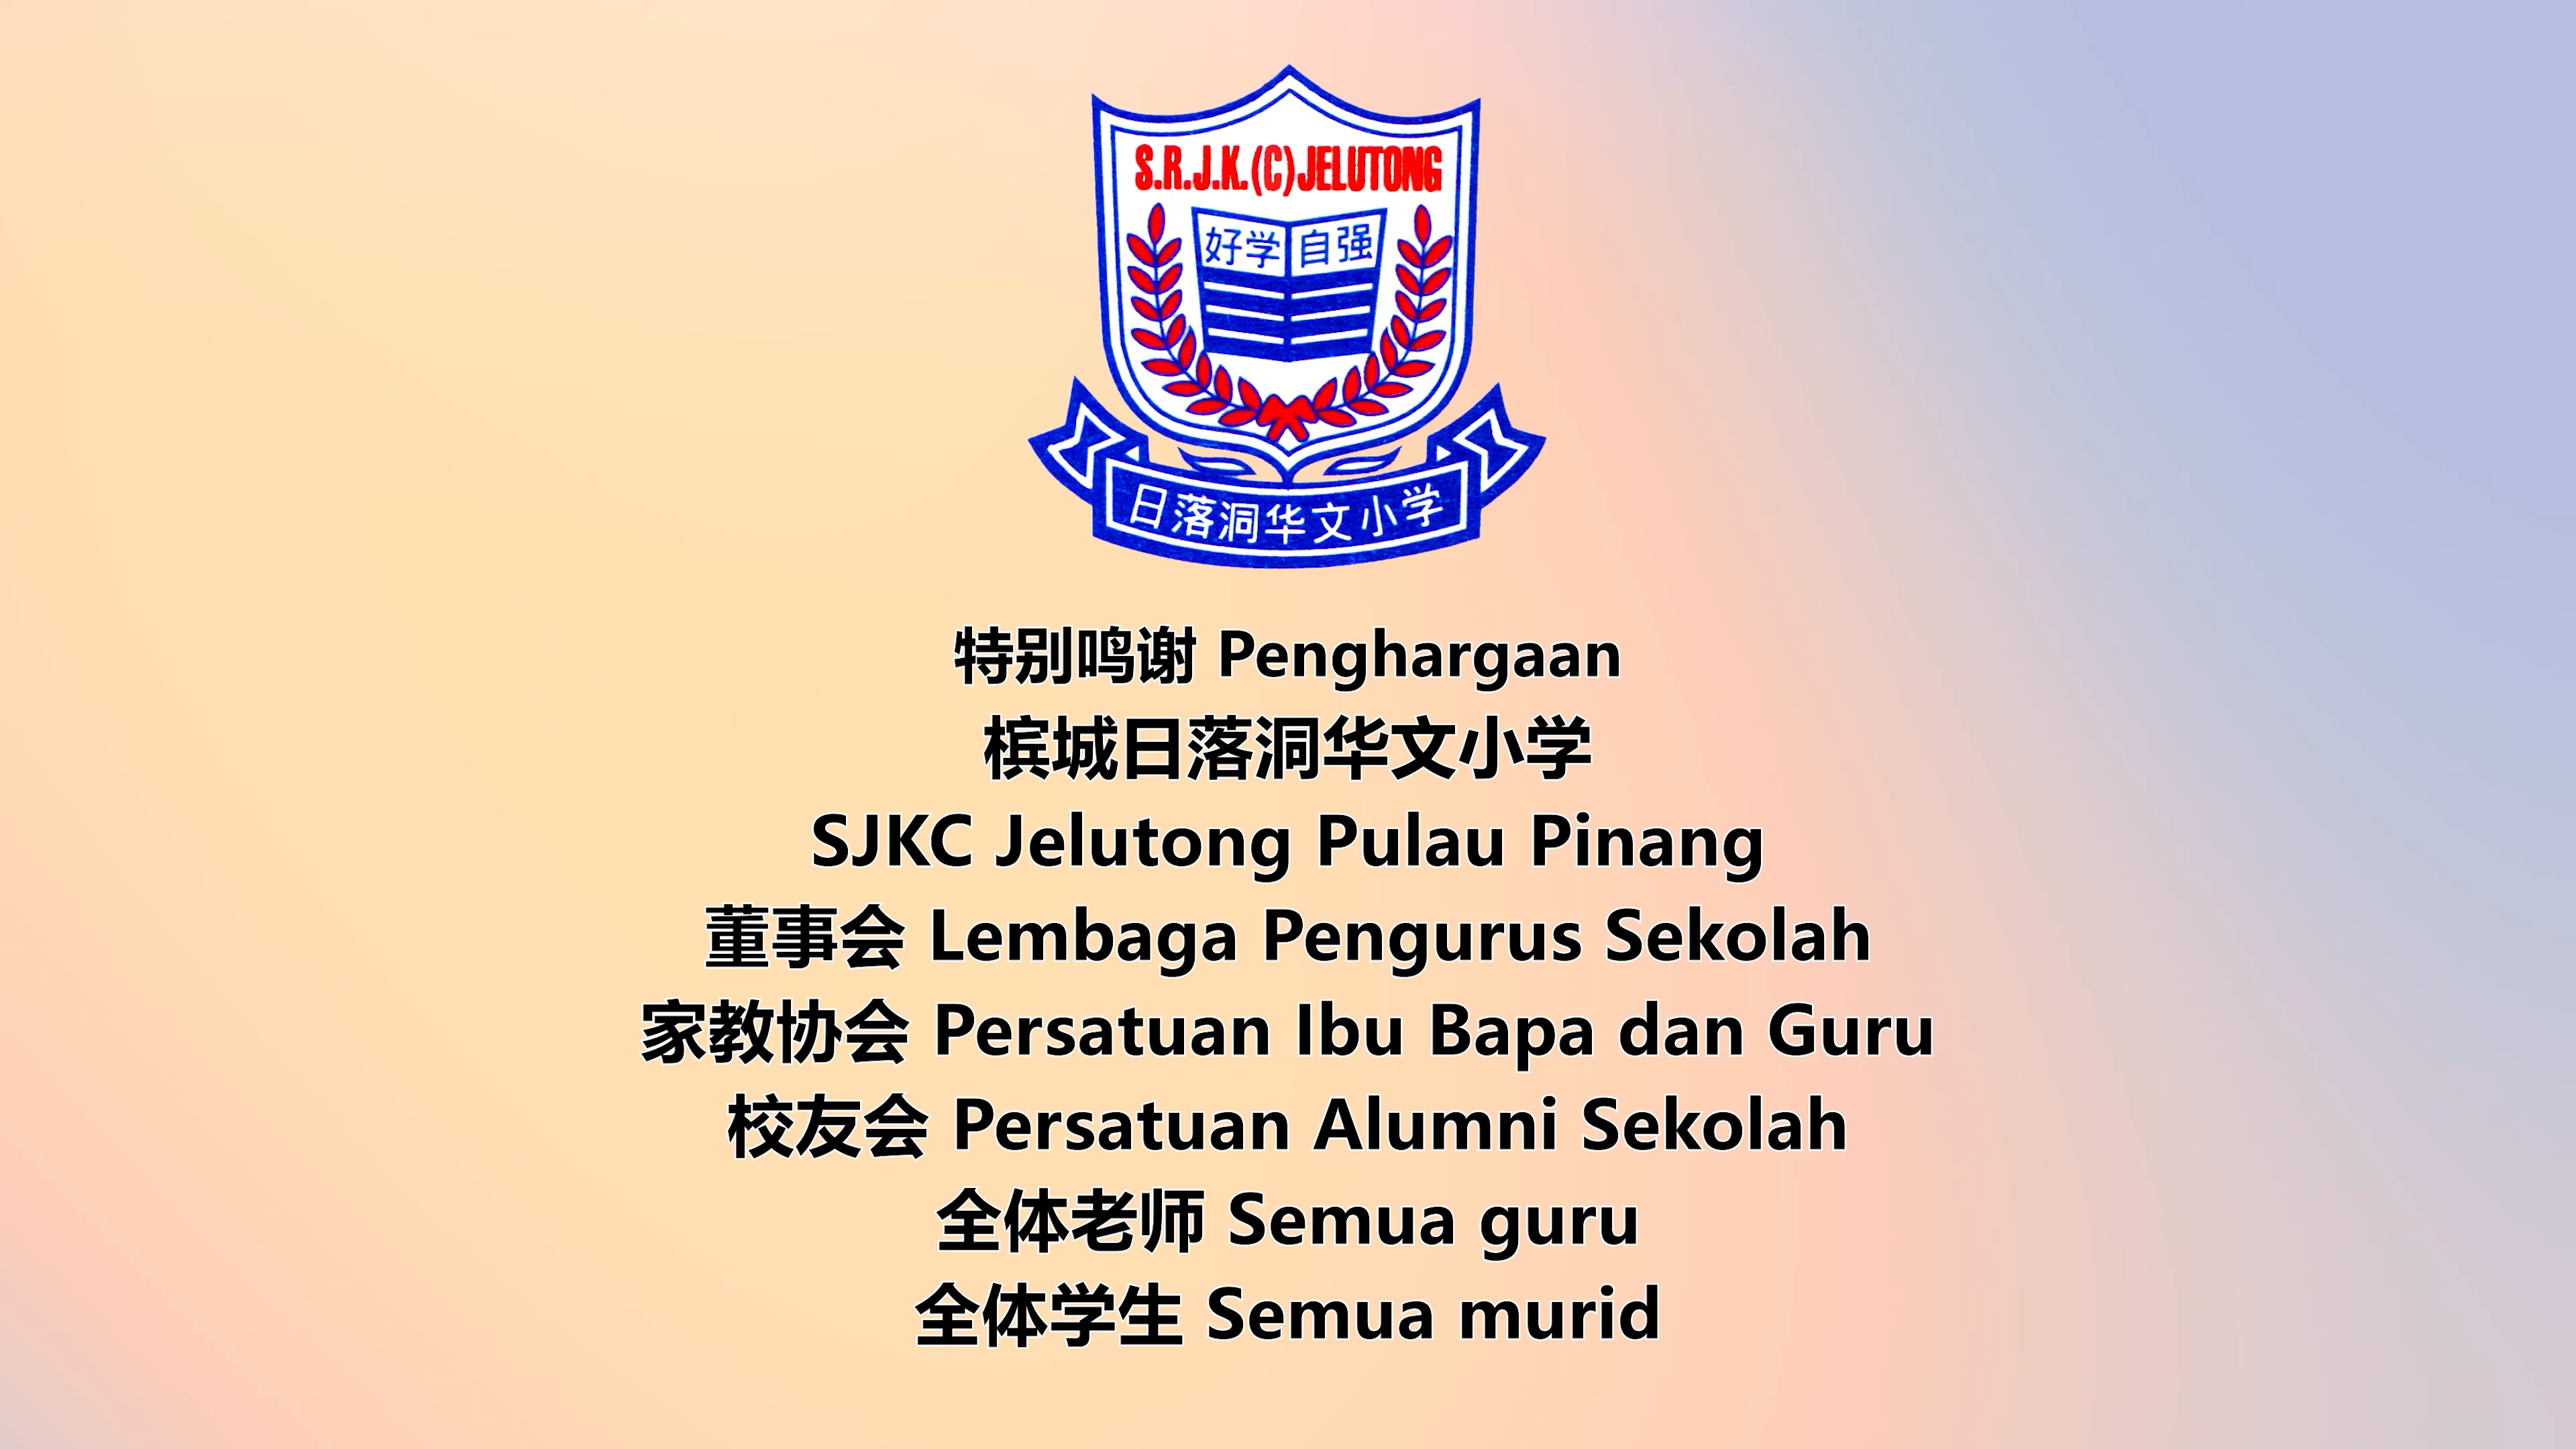 S.R.J.K.(C) JELUTONG
好学 自强
日落洞华文小学
特别鸣谢 Penghargaan
槟城日落洞华文小学
SJKC Jelutong Pulau Pinang
董事会 Lembaga Pengurus Sekolah
家教协会 Persatuan Ibu Bapa dan Guru
校友会 Persatuan Alumni Sekolah
全体老师 Semua guru
全体学生 Semua murid